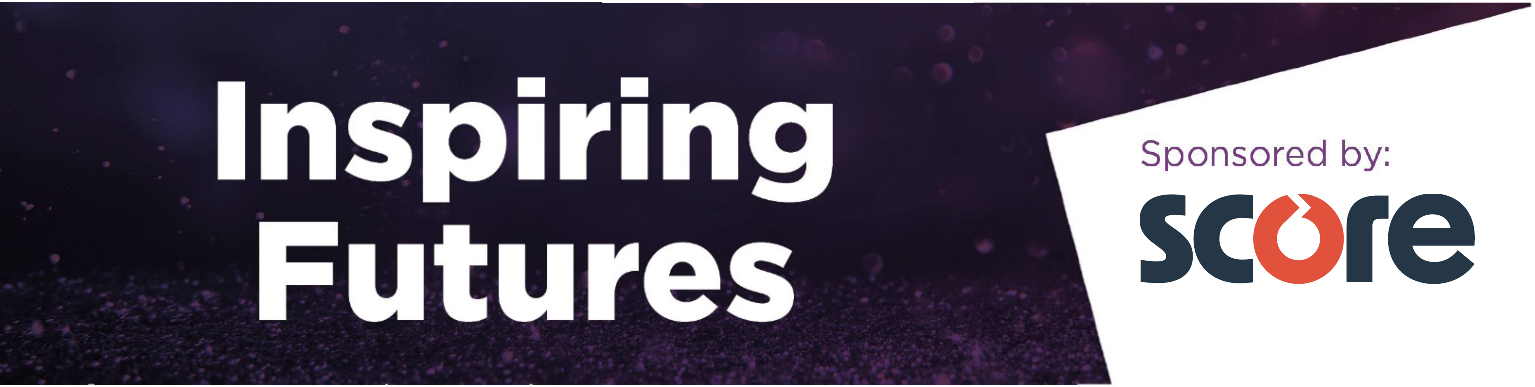 Inspiring
Futures
Sponsored by:
score